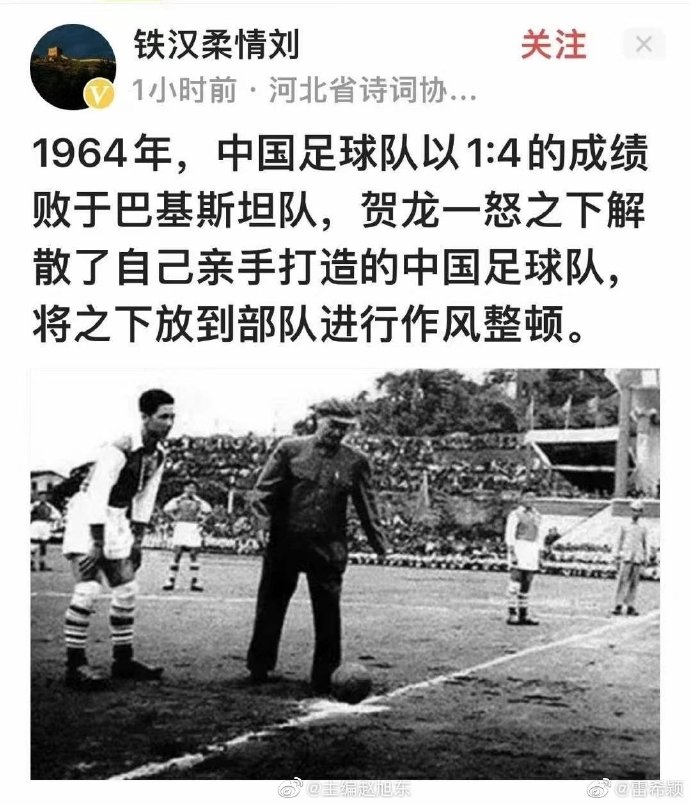 铁汉柔情刘
关注
V
1小时前 · 河北省诗词协...
1964年，中国足球队以1:4的成绩
败于巴基斯坦队，贺龙一怒之下解
散了自己亲手打造的中国足球队，
将之下放到部队进行作风整顿。
@主编赵旭东
@雷希颖